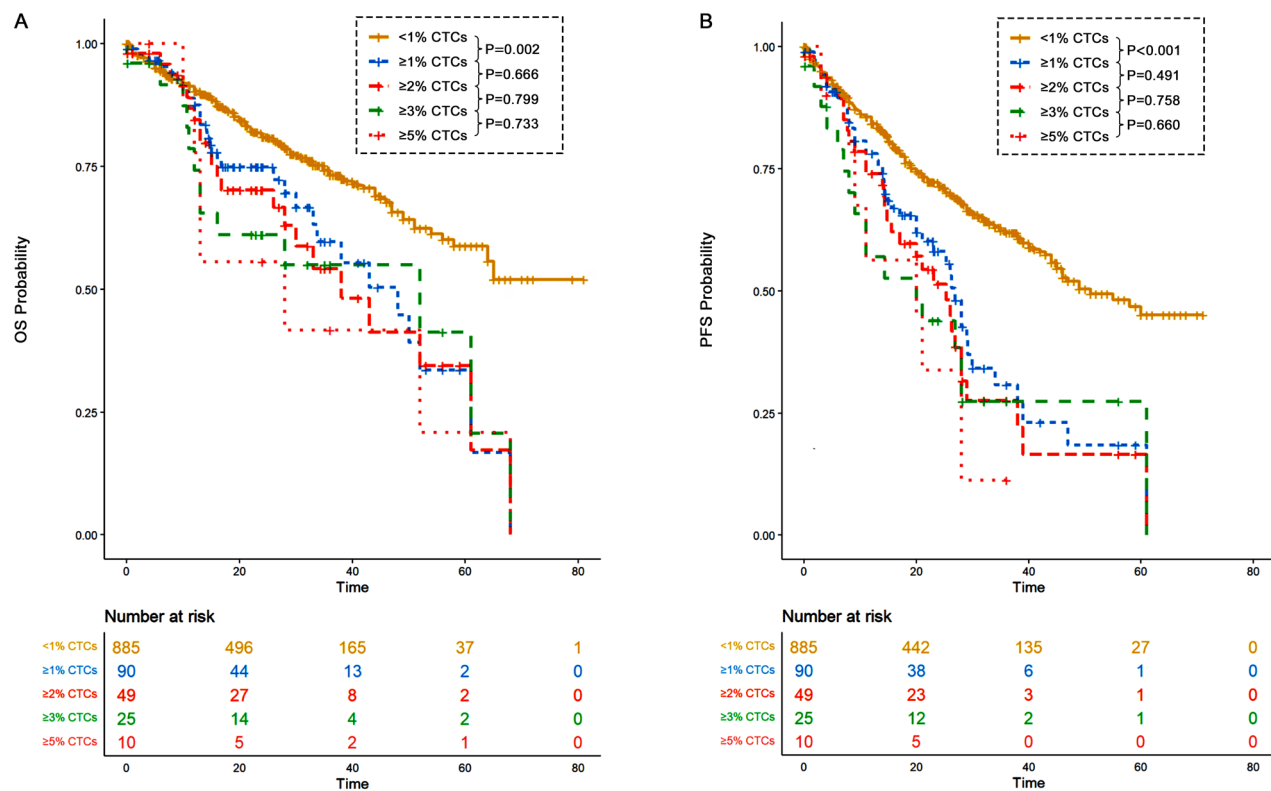 A
<1% CTCs
≥1% CTCs
≥2% CTCs
≥3% CTCs
≥5% CTCs
P=0.002
P=0.666
P=0.799
P=0.733
OS Probability
1.00
0.75
0.50
0.25
0.00
0 20 40 60 80
Time
Number at risk
<1% CTCs 885 496 165 37 1
≥1% CTCs 90 44 13 2 0
≥2% CTCs 49 27 8 2 0
≥3% CTCs 25 14 4 2 0
≥5% CTCs 10 5 2 1 0
0 20 40 60 80
Time
B
<1% CTCs
≥1% CTCs
≥2% CTCs
≥3% CTCs
≥5% CTCs
P<0.001
P=0.491
P=0.758
P=0.660
PFS Probability
1.00
0.75
0.50
0.25
0.00
0 20 40 60 80
Time
Number at risk
<1% CTCs 885 442 135 27 0
≥1% CTCs 90 38 6 1 0
≥2% CTCs 49 23 3 1 0
≥3% CTCs 25 12 2 1 0
≥5% CTCs 10 5 0 0 0
0 20 40 60 80
Time